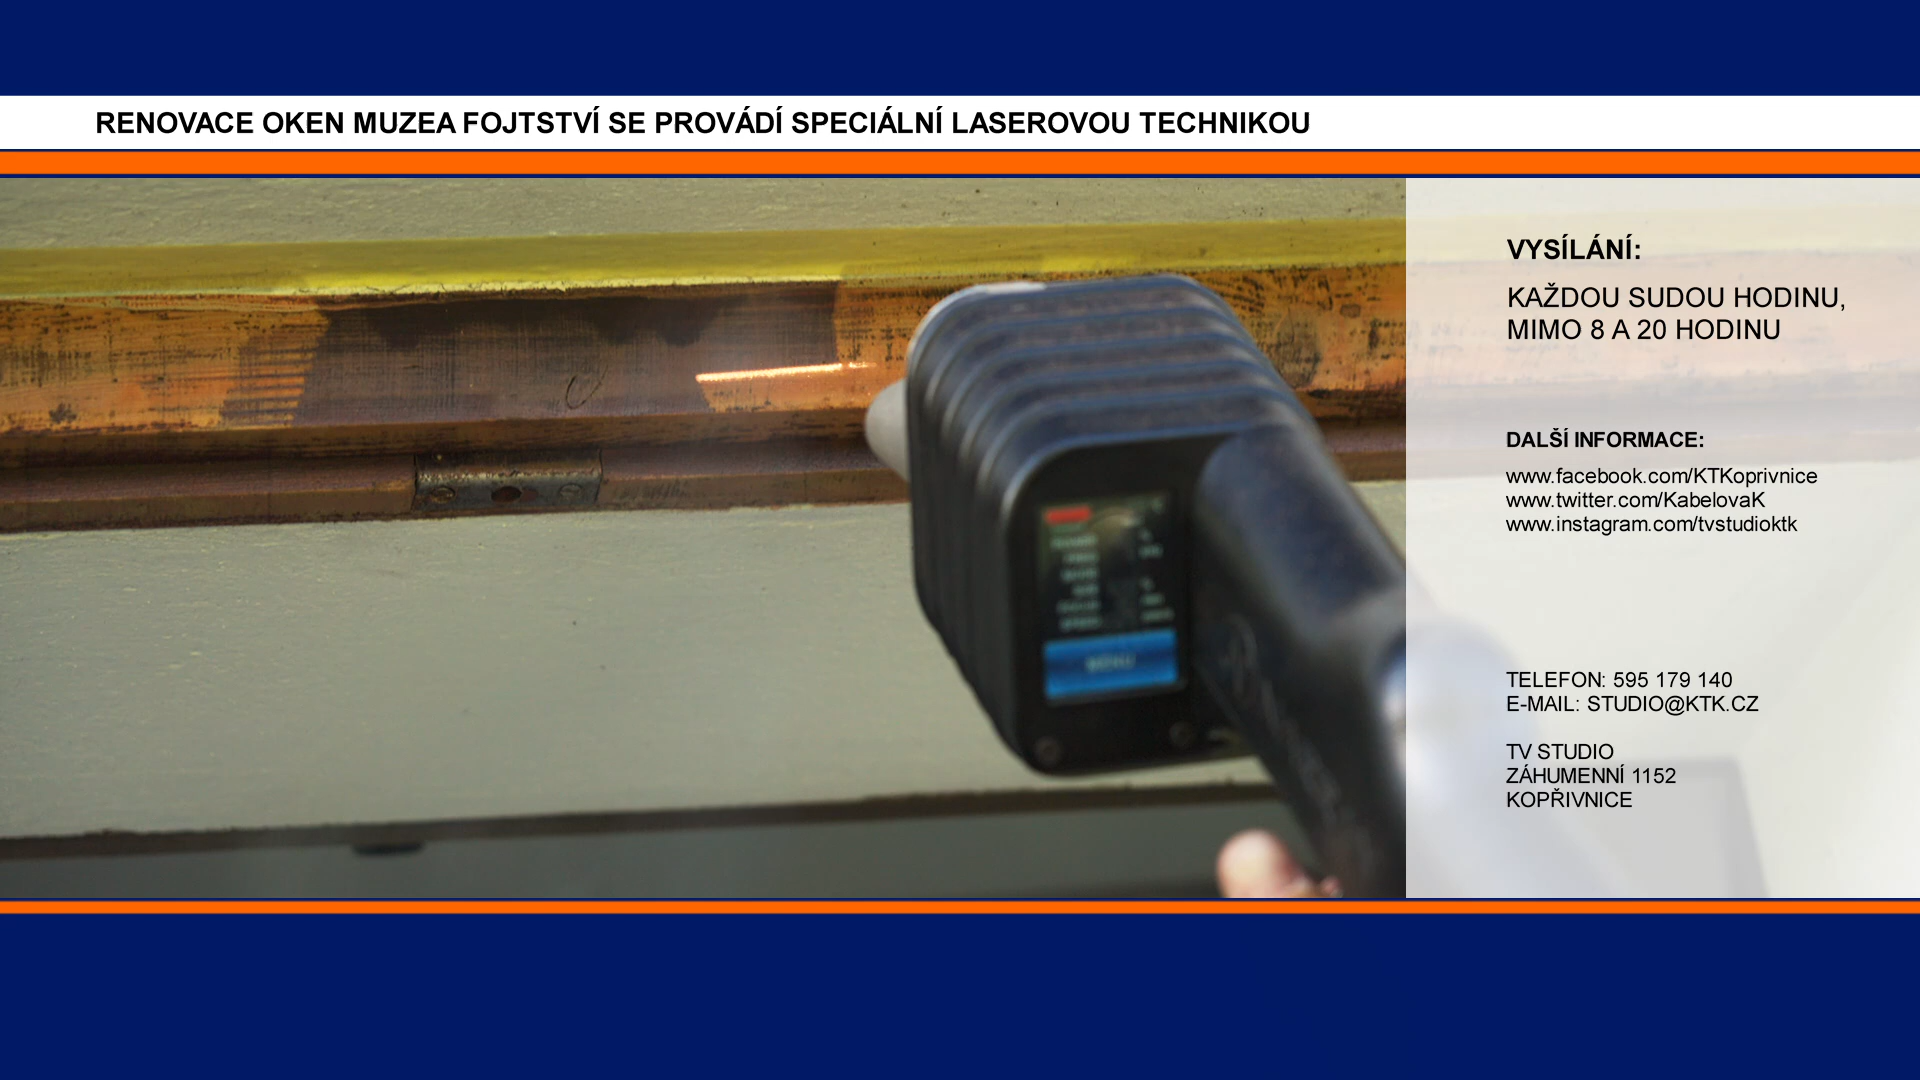 RENOVACE OKEN MUZEA FOJTSTVÍ SE PROVÁDÍ SPECIÁLNÍ LASEROVOU TECHNIKOU
VYSÍLÁNÍ:
KAŽDOU SUDOU HODINU,
MIMO 8 A 20 HODINU
DALŠÍ INFORMACE:
www.facebook.com/KTKoprivnice
www.twitter.com/KabelovaK
www.instagram.com/tvstudioktk
TELEFON: 595 179 140
E-MAIL: STUDIO@KTK.CZ
TV STUDIO
ZÁHUMENNÍ 1152
KOPŘIVNICE
MENU